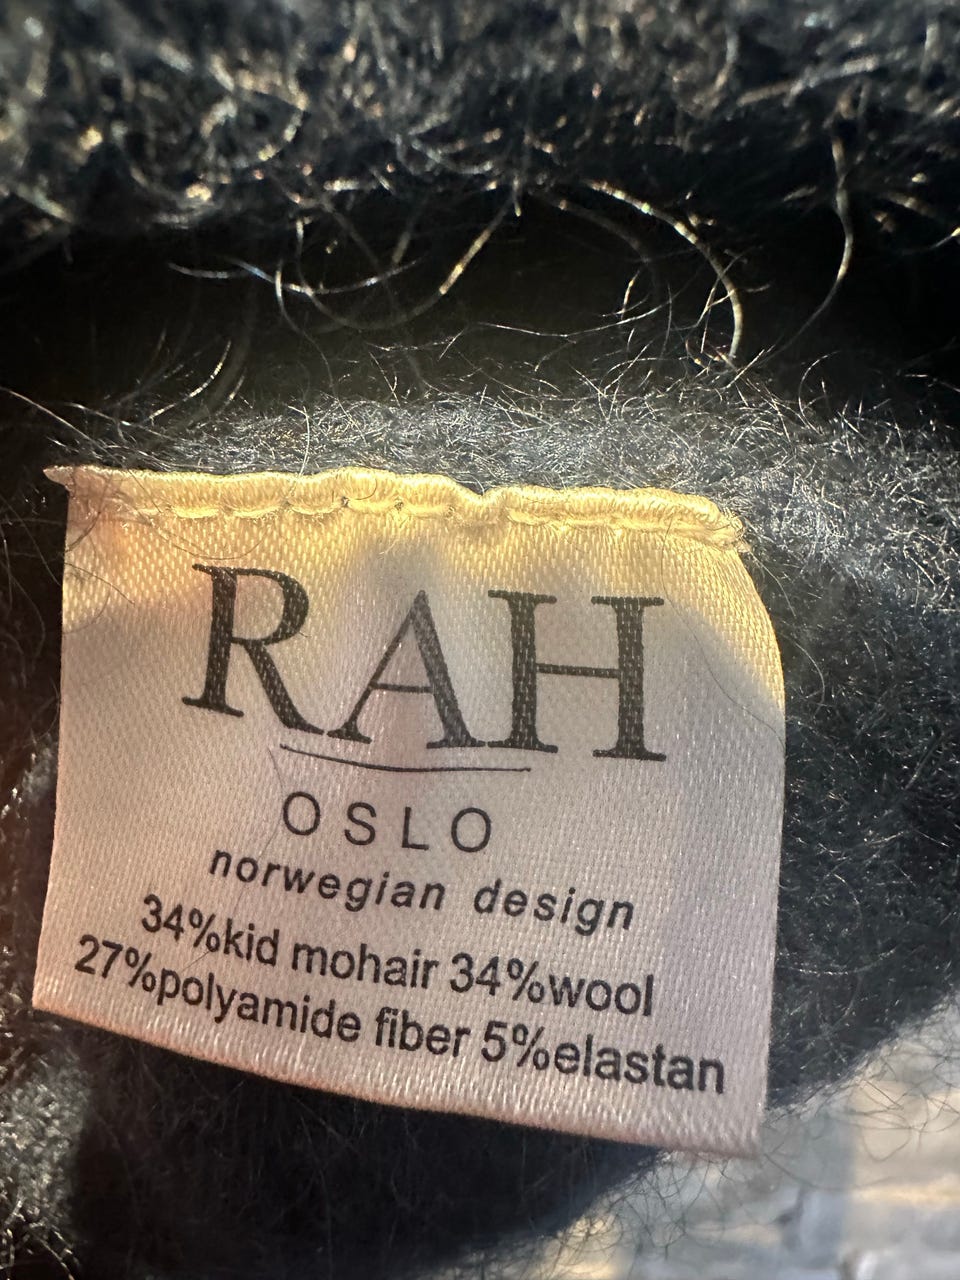 RAH
OSLO
norwegian design
34%kid mohair 34%wool
27%polyamide fiber 5%elastan